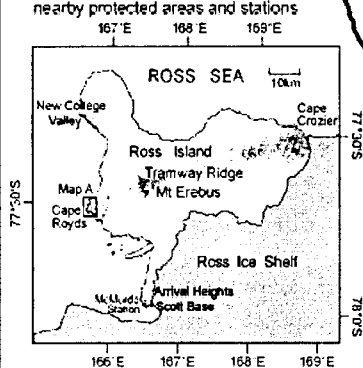 nearby protected areas and stations
167°E 168°E 169°E
ROSS SEA
10km
New College
Valley
Cape
Crozier
77°30'S
Ross Island
Tramway Ridge
Mt Erebus
Map A
Cape
Royds
77°30'S
Ross Ice Shelf
McMurdo
Station
Arrival Heights
Scott Base
78°0'S
166°E 167°E 168°E 169°E